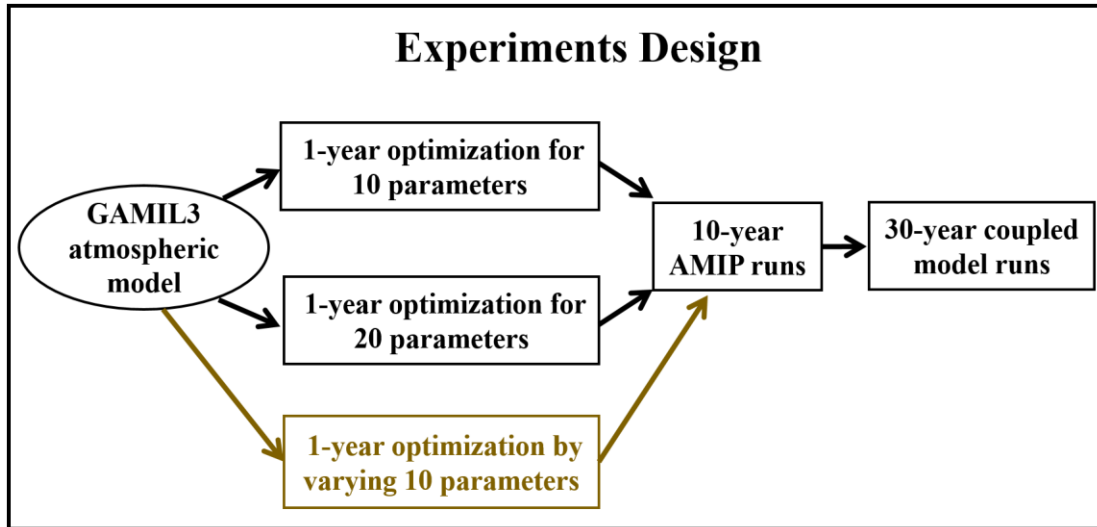 Experiments Design
GAMIL3
atmospheric
model
1-year optimization for
10 parameters
1-year optimization for
20 parameters
1-year optimization by
varying 10 parameters
10-year
AMIP runs
30-year coupled
model runs